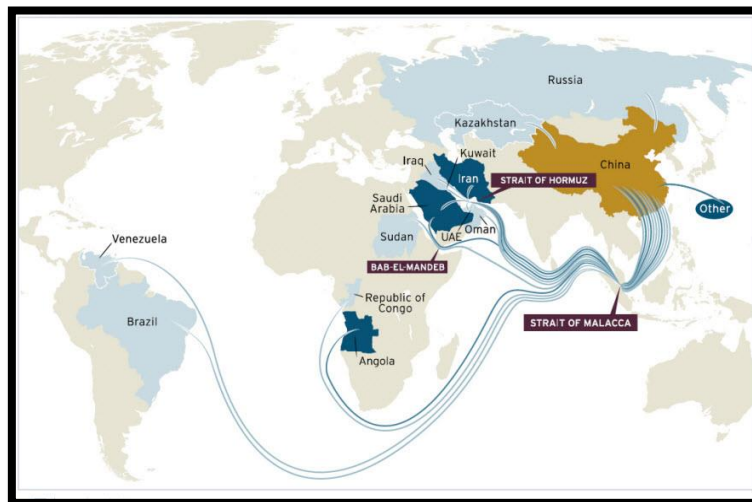 Russia
Kazakhstan
Kuwait
Iraq
Iran
China
STRAIT OF HORMUZ
Saudi
Arabia
Other
Oman
UAE
Sudan
Venezuela
BAB-EL-MANDEB
Republic of
Congo
Brazil
STRAIT OF MALACCA
Angola